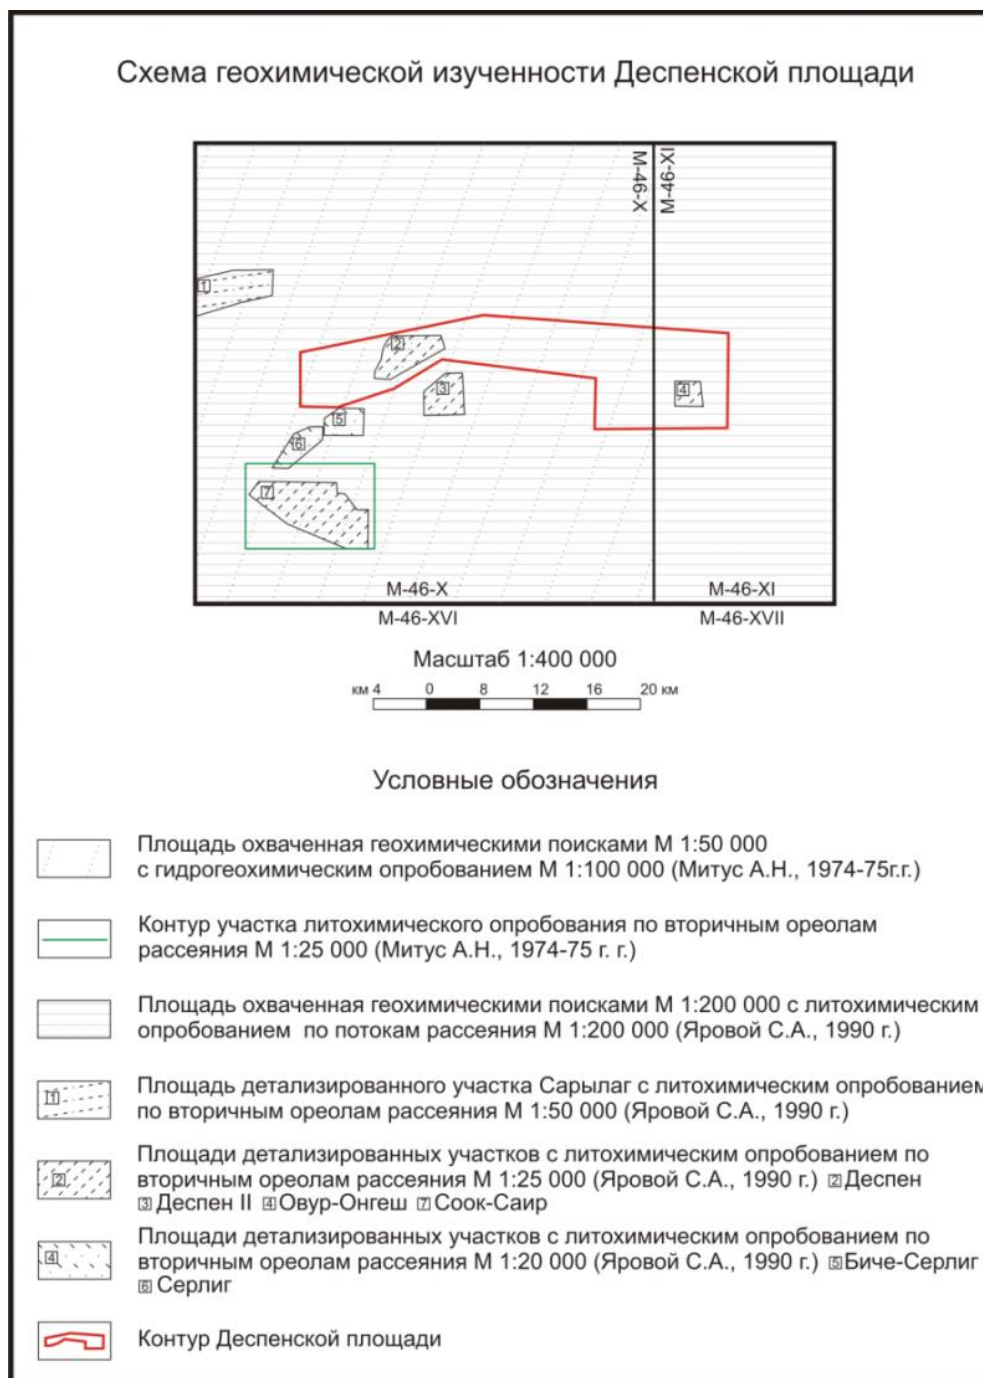 Схема геохимической изученности Деспенской площади
M-46-X
M-46-XI
1
2
3
4
5
6
7
M-46-X
M-46-XI
M-46-XVI
M-46-XVII
Масштаб 1:400 000
км 4 0 8 12 16 20 км
Условные обозначения
Площадь охваченная геохимическими поисками М 1:50 000
с гидрогеохимическим опробованием М 1:100 000 (Митус А.Н., 1974-75г.г.)
Контур участка литохимического опробования по вторичным ореолам
рассеяния М 1:25 000 (Митус А.Н., 1974-75 г. г.)
Площадь охваченная геохимическими поисками М 1:200 000 с литохимическим
опробованием по потокам рассеяния М 1:200 000 (Яровой С.А., 1990 г.)
1
Площадь детализированного участка Сарылаг с литохимическим опробованием
по вторичным ореолам рассеяния М 1:50 000 (Яровой С.А., 1990 г.)
2
Площади детализированных участков с литохимическим опробованием по
вторичным ореолам рассеяния М 1:25 000 (Яровой С.А., 1990 г.) 2 Деспен
3 Деспен II 4 Овур-Онгеш 7 Соок-Саир
4
Площади детализированных участков с литохимическим опробованием по
вторичным ореолам рассеяния М 1:20 000 (Яровой С.А., 1990 г.) 5 Биче-Серлиг
6 Серлиг
Контур Деспенской площади